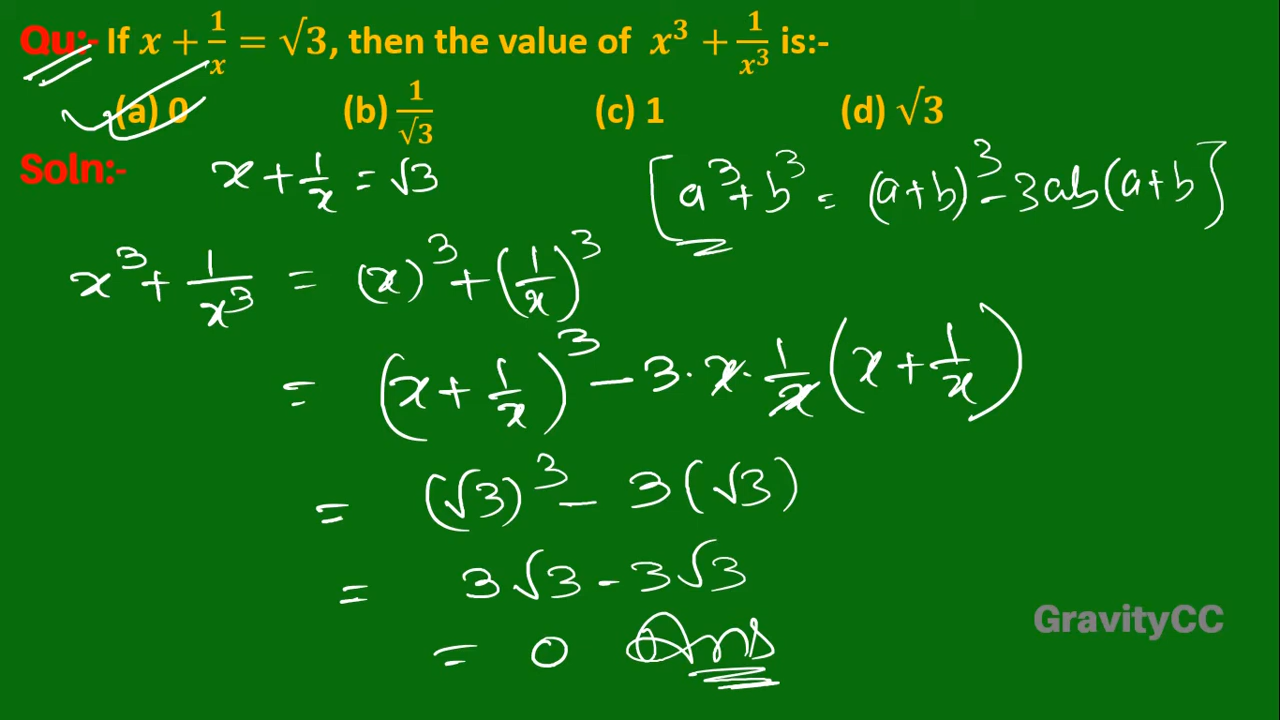 Qu:- If x + 1/x = √3, then the value of x³ + 1/x³ is:-
(a) 0 (b) 1/√3 (c) 1 (d) √3
Soln:- x + 1/x = √3 [a³+b³ = (a+b)³-3ab(a+b]
x³ + 1/x³ = (x)³ + (1/x)³
= (x + 1/x)³ - 3·x·1/x (x + 1/x)
= (√3)³ - 3(√3)
= 3√3 - 3√3
= 0 Ans
GravityCC